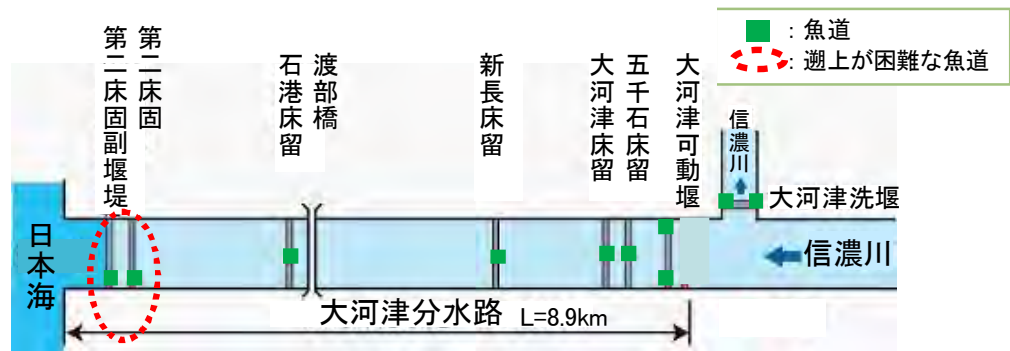 ：魚道
：遡上が困難な魚道
第二床固副堰堤
第二床固
石港床留
渡部橋
新長床留
大河津床留
五千石床留
大河津可動堰
信濃川
大河津洗堰
日本海
信濃川
大河津分水路 L=8.9km